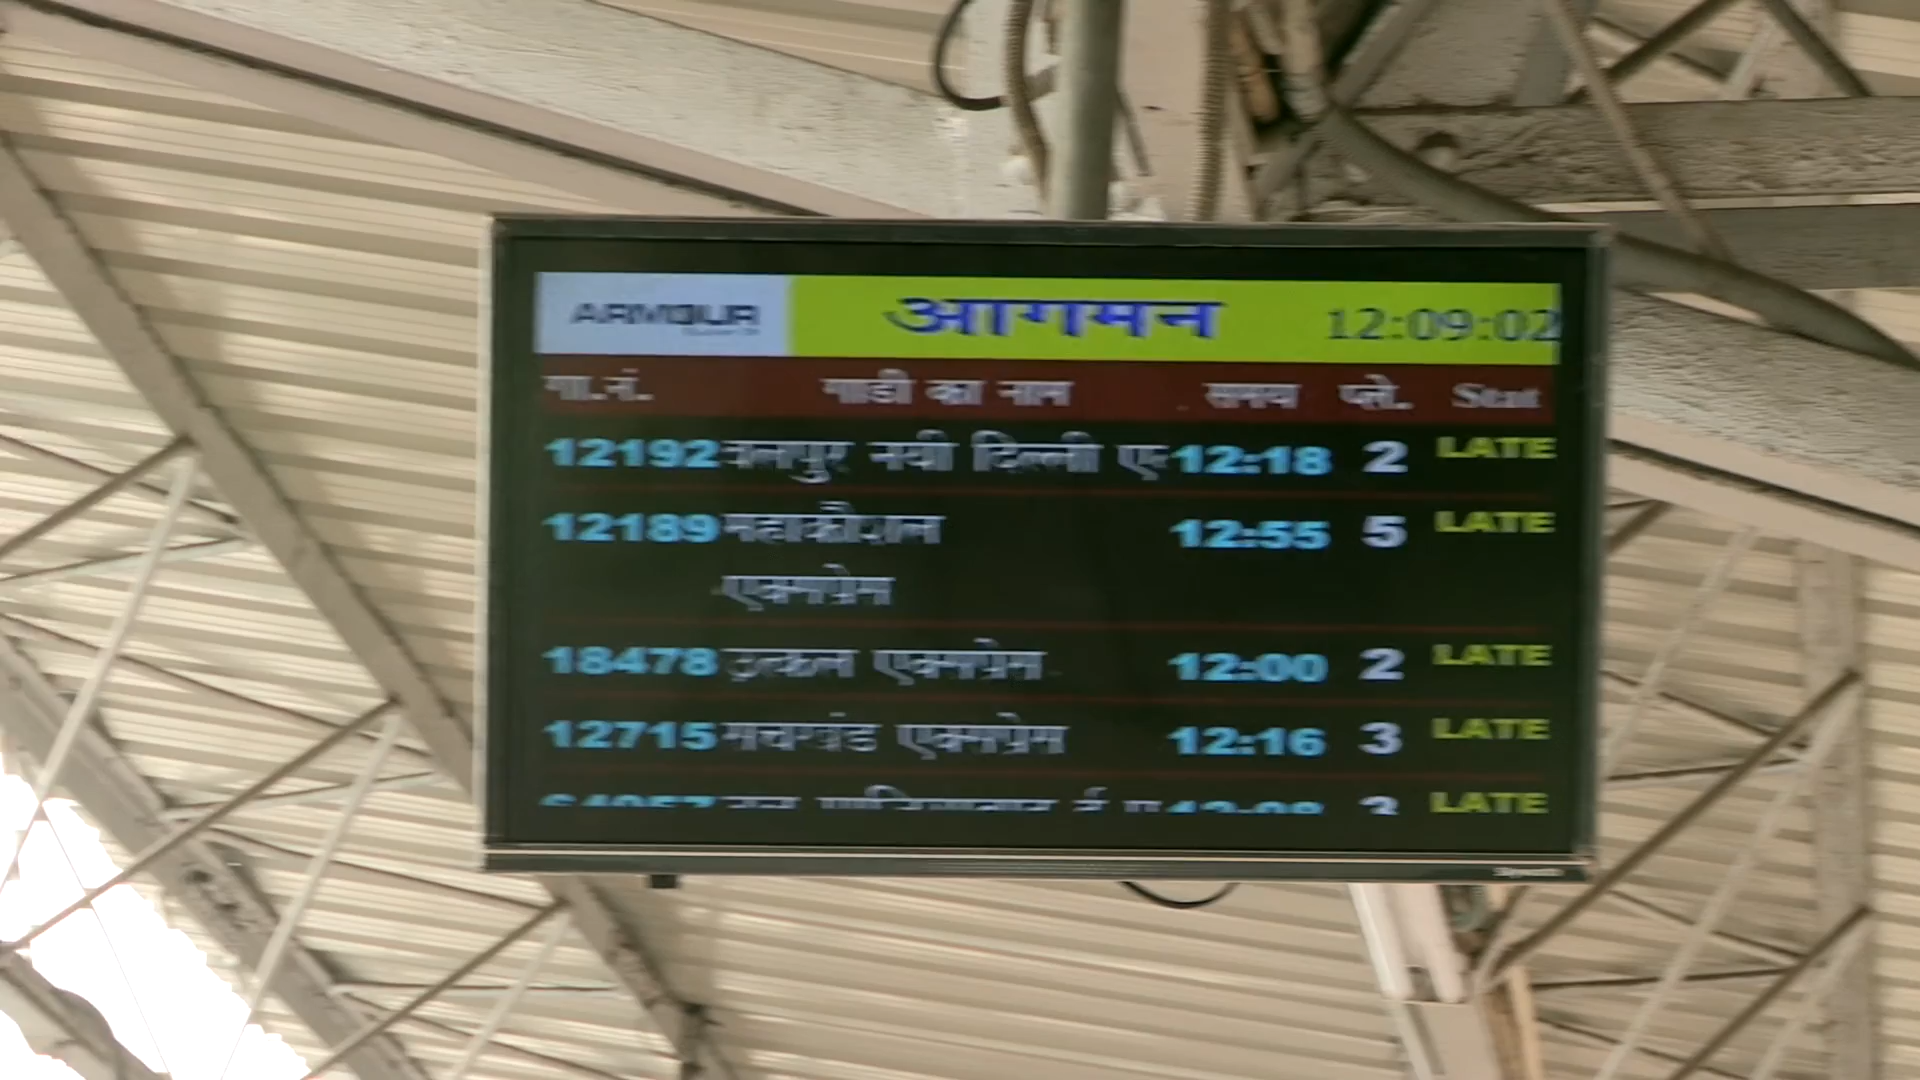 ARMOUR आगमन 12:09:02
गा.नं. गाडी का नाम समय प्ले. Stat
12192 नयी दिल्ली 12:18 2 LATE
12189 महाकौशल 12:55 5 LATE
एक्सप्रेस
18478 उत्कल एक्सप्रेस 12:00 2 LATE
12715 सचखंड एक्सप्रेस 12:16 3 LATE
LATE